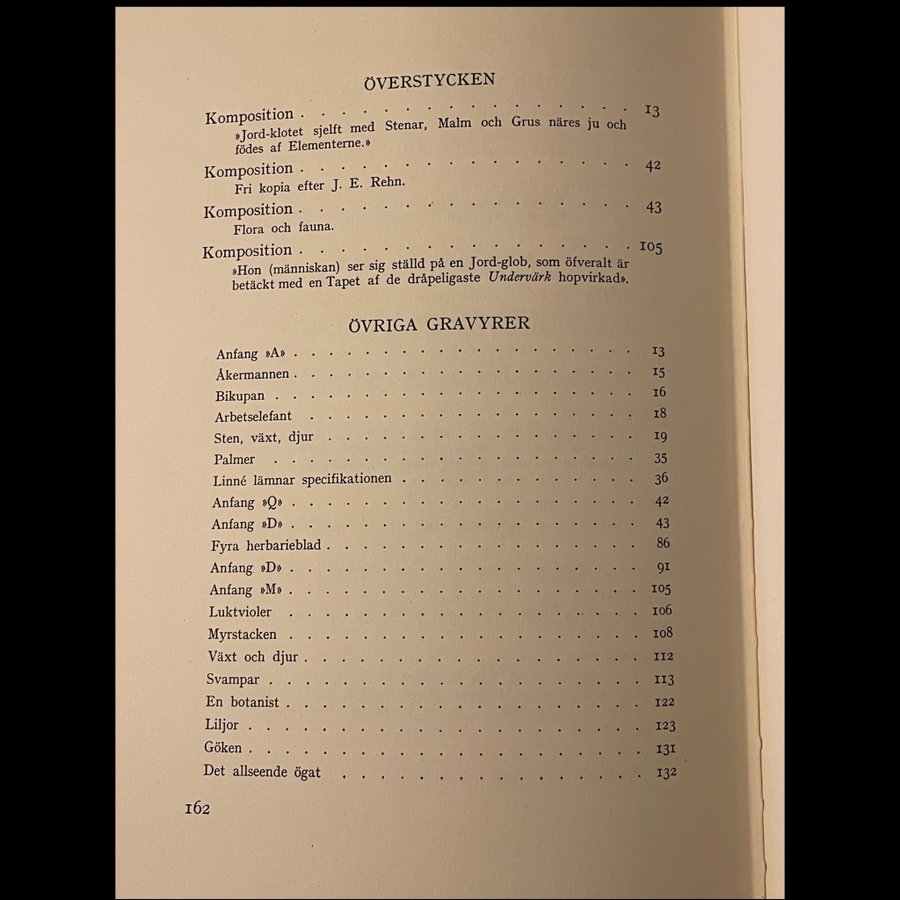 ÖVERSTYCKEN
Komposition . . . . . . . . . . . . . . . . 13
»Jord-klotet sjelft med Stenar, Malm och Grus näres ju och
födes af Elementerne.»
Komposition . . . . . . . . . . . . . . . . 42
Fri kopia efter J. E. Rehn.
Komposition . . . . . . . . . . . . . . . . 43
Flora och fauna.
Komposition . . . . . . . . . . . . . . . . 105
»Hon (människan) ser sig ställd på en Jord-glob, som öfveralt är
betäckt med en Tapet af de dråpeligaste Undervärk hopvirkad».
ÖVRIGA GRAVYRER
Anfang »A» . . . . . . . . . . . . . . . . 13
Åkermannen . . . . . . . . . . . . . . . . 15
Bikupan . . . . . . . . . . . . . . . . 16
Arbetselefant . . . . . . . . . . . . . . . . 18
Sten, växt, djur . . . . . . . . . . . . . . . . 19
Palmer . . . . . . . . . . . . . . . . 35
Linné lämnar specifikationen . . . . . . . . . . . 36
Anfang »Q» . . . . . . . . . . . . . . . . 42
Anfang »D» . . . . . . . . . . . . . . . . 43
Fyra herbarieblad . . . . . . . . . . . . . . . . 86
Anfang »D» . . . . . . . . . . . . . . . . 91
Anfang »M» . . . . . . . . . . . . . . . . 105
Luktvioler . . . . . . . . . . . . . . . . 106
Myrstacken . . . . . . . . . . . . . . . . 108
Växt och djur . . . . . . . . . . . . . . . . 112
Svampar . . . . . . . . . . . . . . . . 113
En botanist . . . . . . . . . . . . . . . . 122
Liljor . . . . . . . . . . . . . . . . 123
Göken . . . . . . . . . . . . . . . . 131
Det allseende ögat . . . . . . . . . . . . . . 132
162